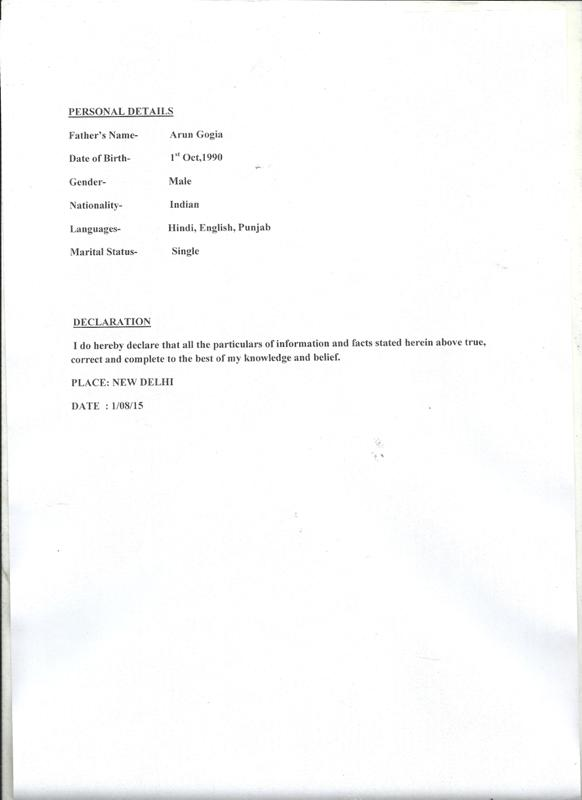 PERSONAL DETAILS
Father's Name- Arun Gogia
Date of Birth- 1st Oct,1990
Gender- Male
Nationality- Indian
Languages- Hindi, English, Punjab
Marital Status- Single
DECLARATION
I do hereby declare that all the particulars of information and facts stated herein above true,
correct and complete to the best of my knowledge and belief.
PLACE: NEW DELHI
DATE : 1/08/15